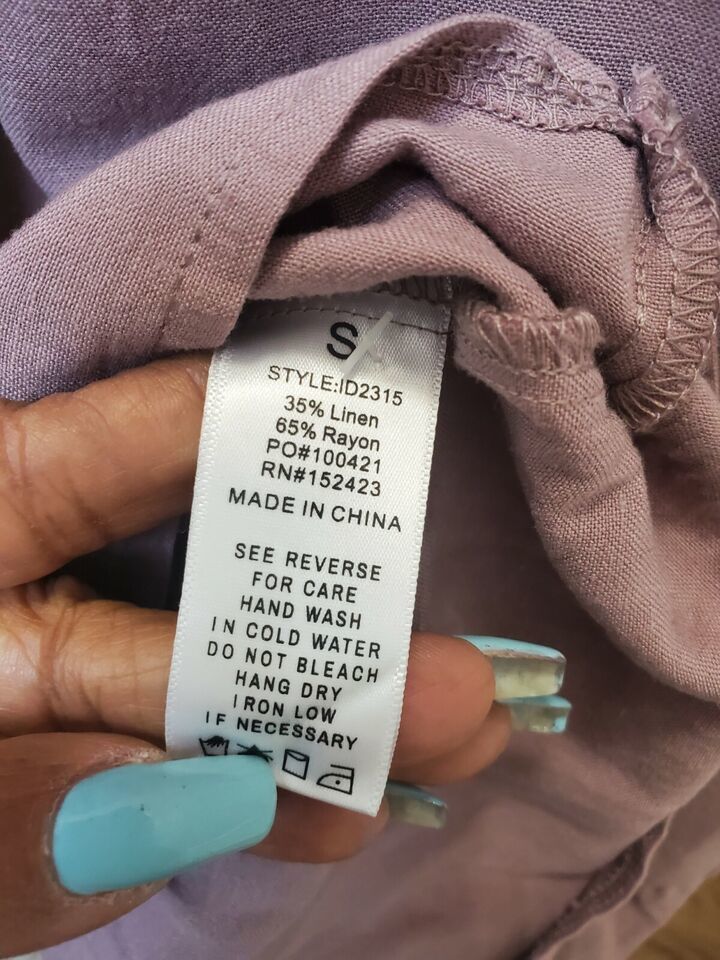 S
STYLE:ID2315
35% Linen
65% Rayon
PO#100421
RN#152423
MADE IN CHINA
SEE REVERSE
FOR CARE
HAND WASH
IN COLD WATER
DO NOT BLEACH
HANG DRY
IRON LOW
IF NECESSARY